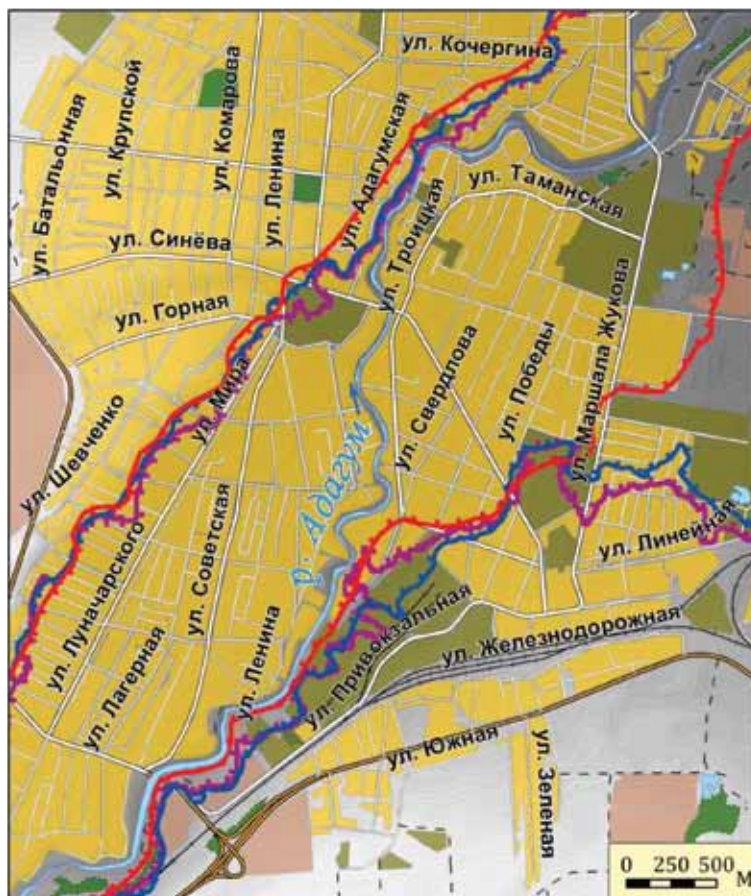 ул. Кочергина
ул. Батальонная
ул. Крупской
ул. Комарова
ул. Ленина
ул. Адагумская
ул. Таманская
ул. Синёва
ул. Троицкая
ул. Горная
ул. Мира
ул. Свердлова
ул. Победы
ул. Маршала Жукова
ул. Шевченко
р. Адагум
ул. Луначарского
ул. Советская
ул. Линейная
ул. Лагерная
ул. Ленина
ул. Привокзальная
ул. Железнодорожная
ул. Южная
ул. Зеленая
0 250 500
М